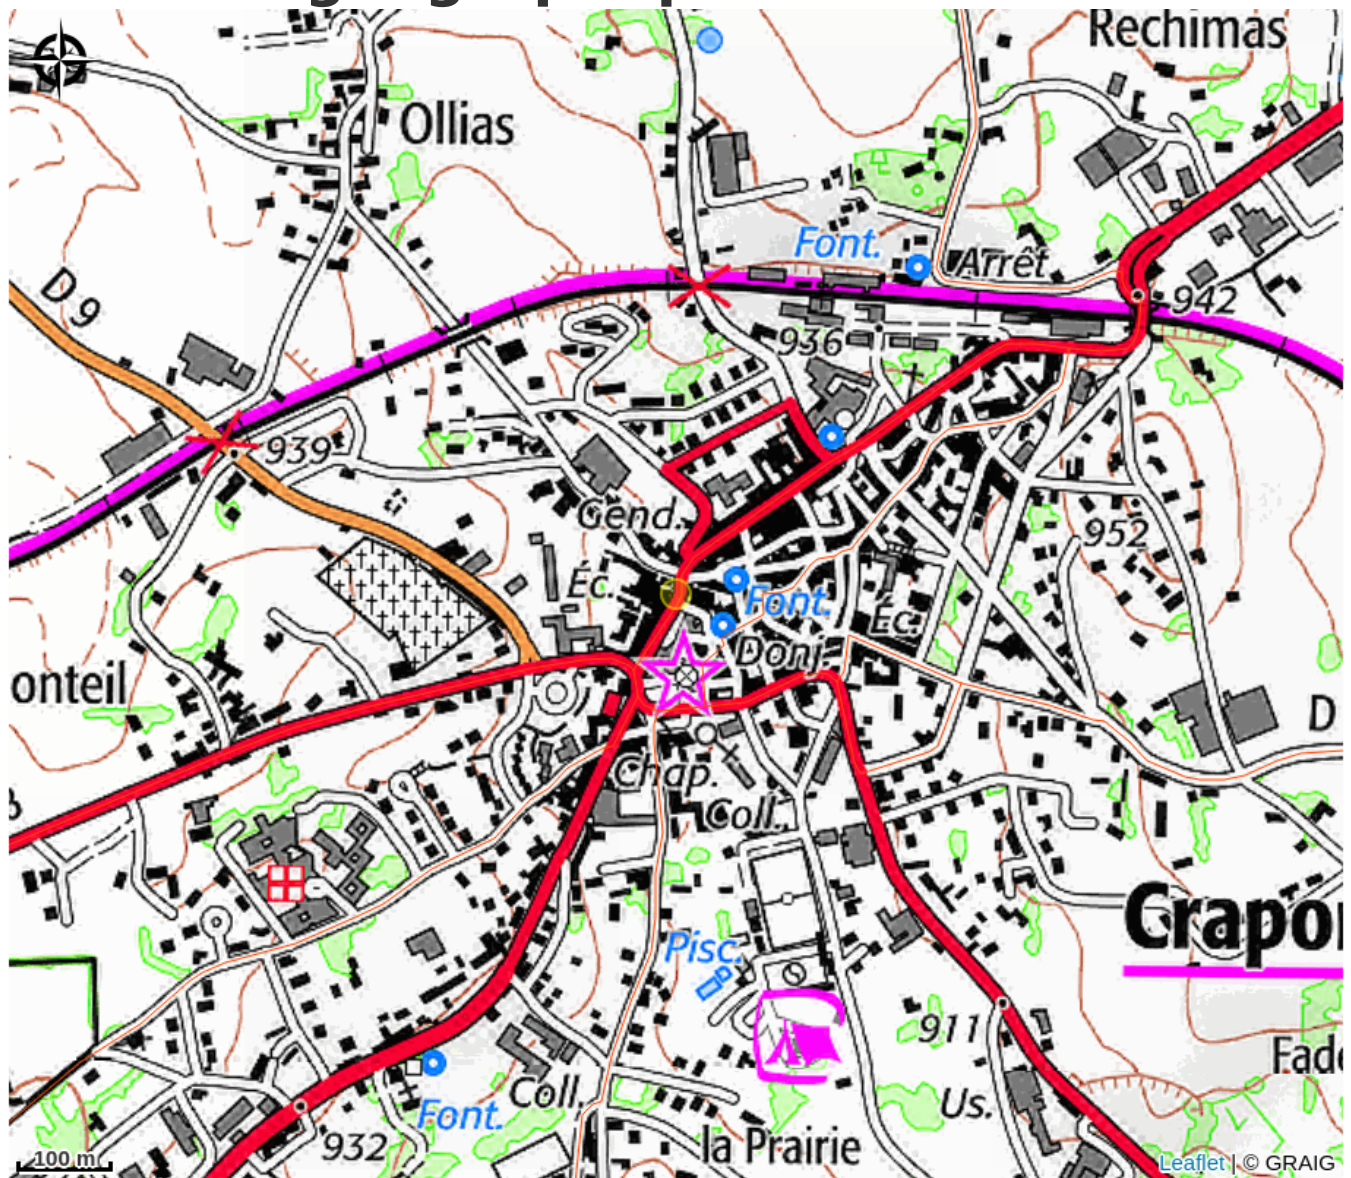 Rechimas
Ollias
Font.
Arrêt
D 9
942
936
939
Gend.
952
Éc.
Font.
Éc.
Donj.
onteil
D
Chap.
Coll.
Crapo
Pisc.
911
Fade
Us.
Coll.
Font.
932
la Prairie
100 m
Leaflet | © GRAIG